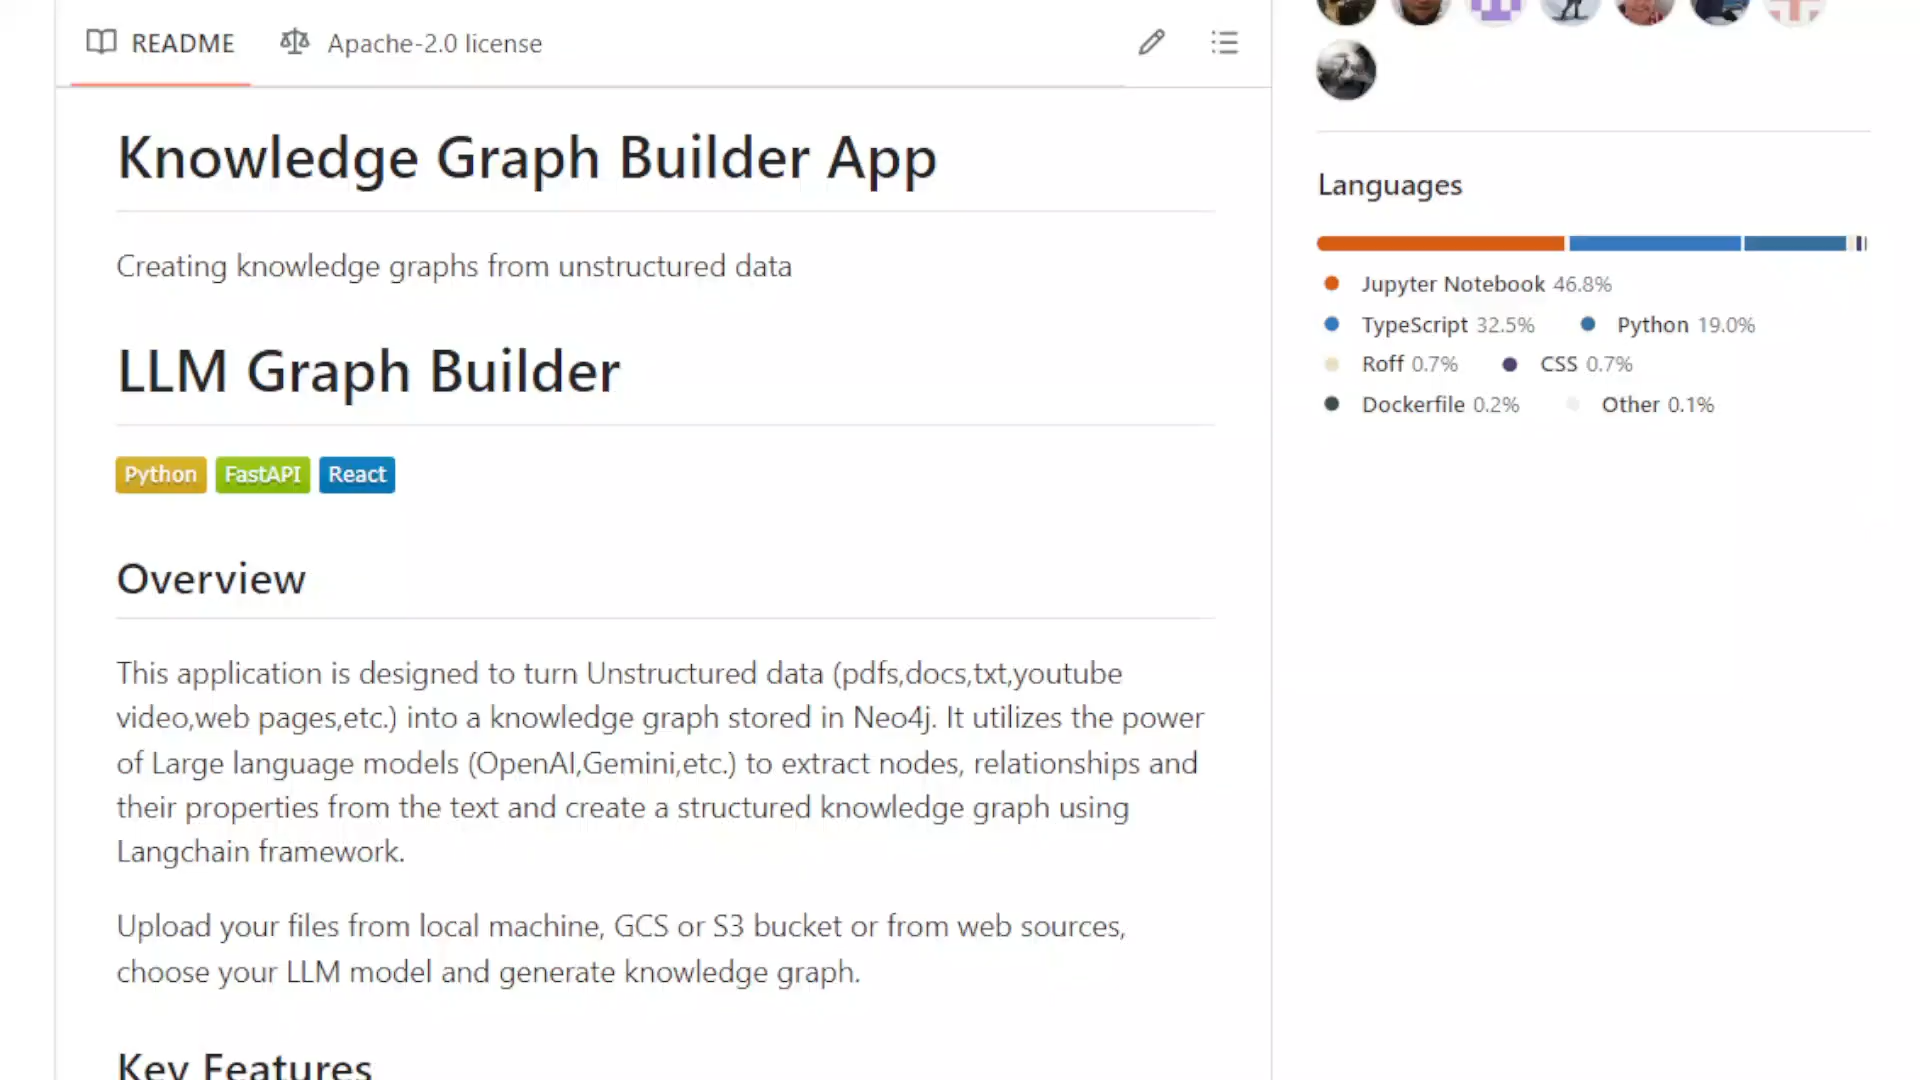 README
Apache-2.0 license
Knowledge Graph Builder App
Creating knowledge graphs from unstructured data
LLM Graph Builder
Python FastAPI React
Overview
This application is designed to turn Unstructured data (pdfs,docs,txt,youtube
video,web pages,etc.) into a knowledge graph stored in Neo4j. It utilizes the power
of Large language models (OpenAI,Gemini,etc.) to extract nodes, relationships and
their properties from the text and create a structured knowledge graph using
Langchain framework.
Upload your files from local machine, GCS or S3 bucket or from web sources,
choose your LLM model and generate knowledge graph.
Key Features
Languages
Jupyter Notebook 46.8%
TypeScript 32.5% Python 19.0%
Roff 0.7% CSS 0.7%
Dockerfile 0.2% Other 0.1%